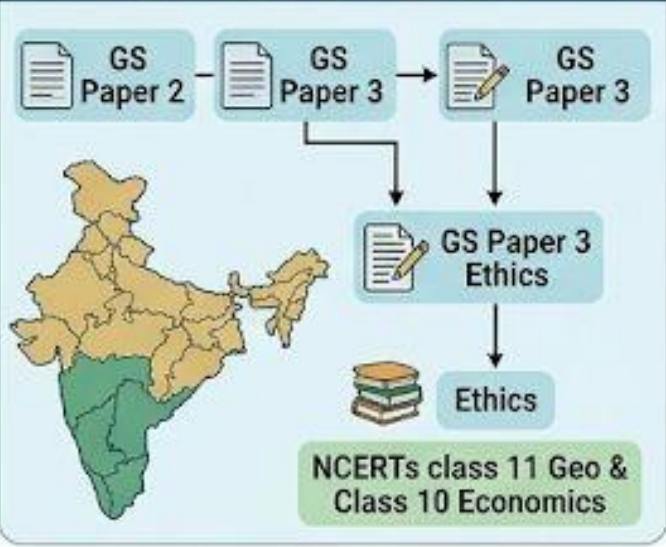 GS
Paper 2
GS
Paper 3
GS
Paper 3
GS Paper 3
Ethics
Ethics
NCERTs class 11 Geo &
Class 10 Economics